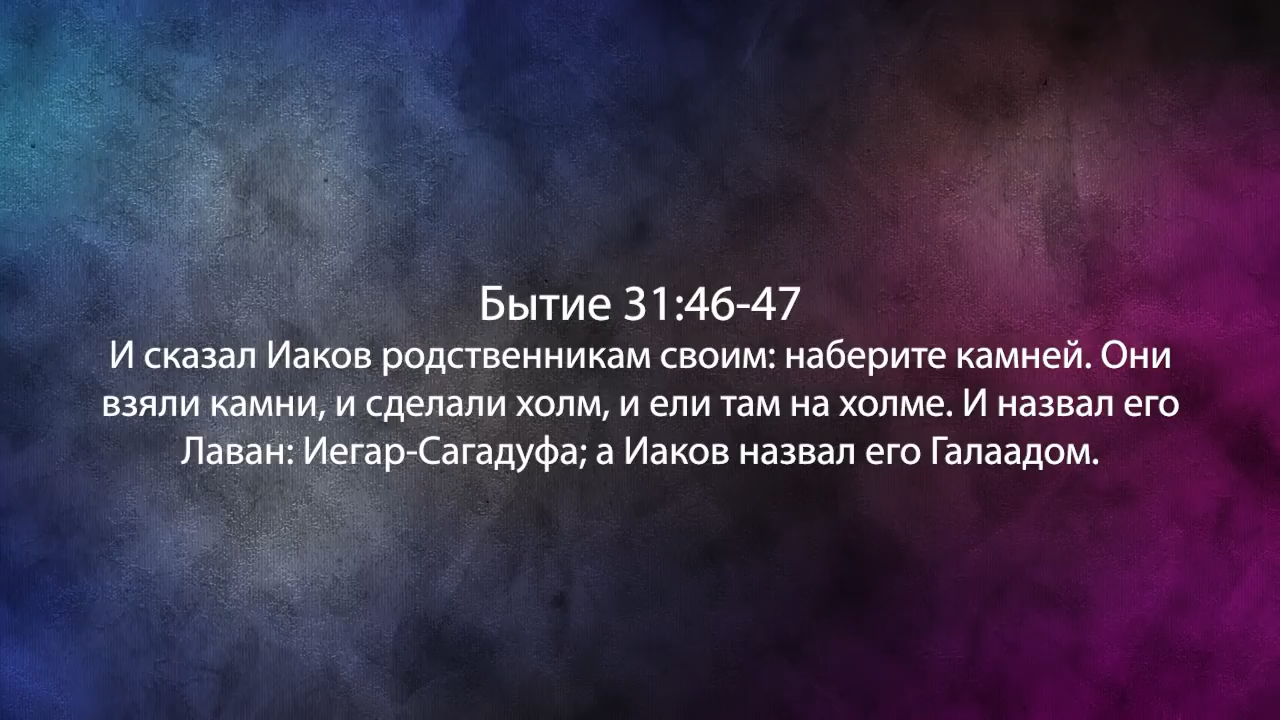 Бытие 31:46-47
И сказал Иаков родственникам своим: наберите камней. Они
взяли камни, и сделали холм, и ели там на холме. И назвал его
Лаван: Иегар-Сагадуфа; а Иаков назвал его Галаадом.